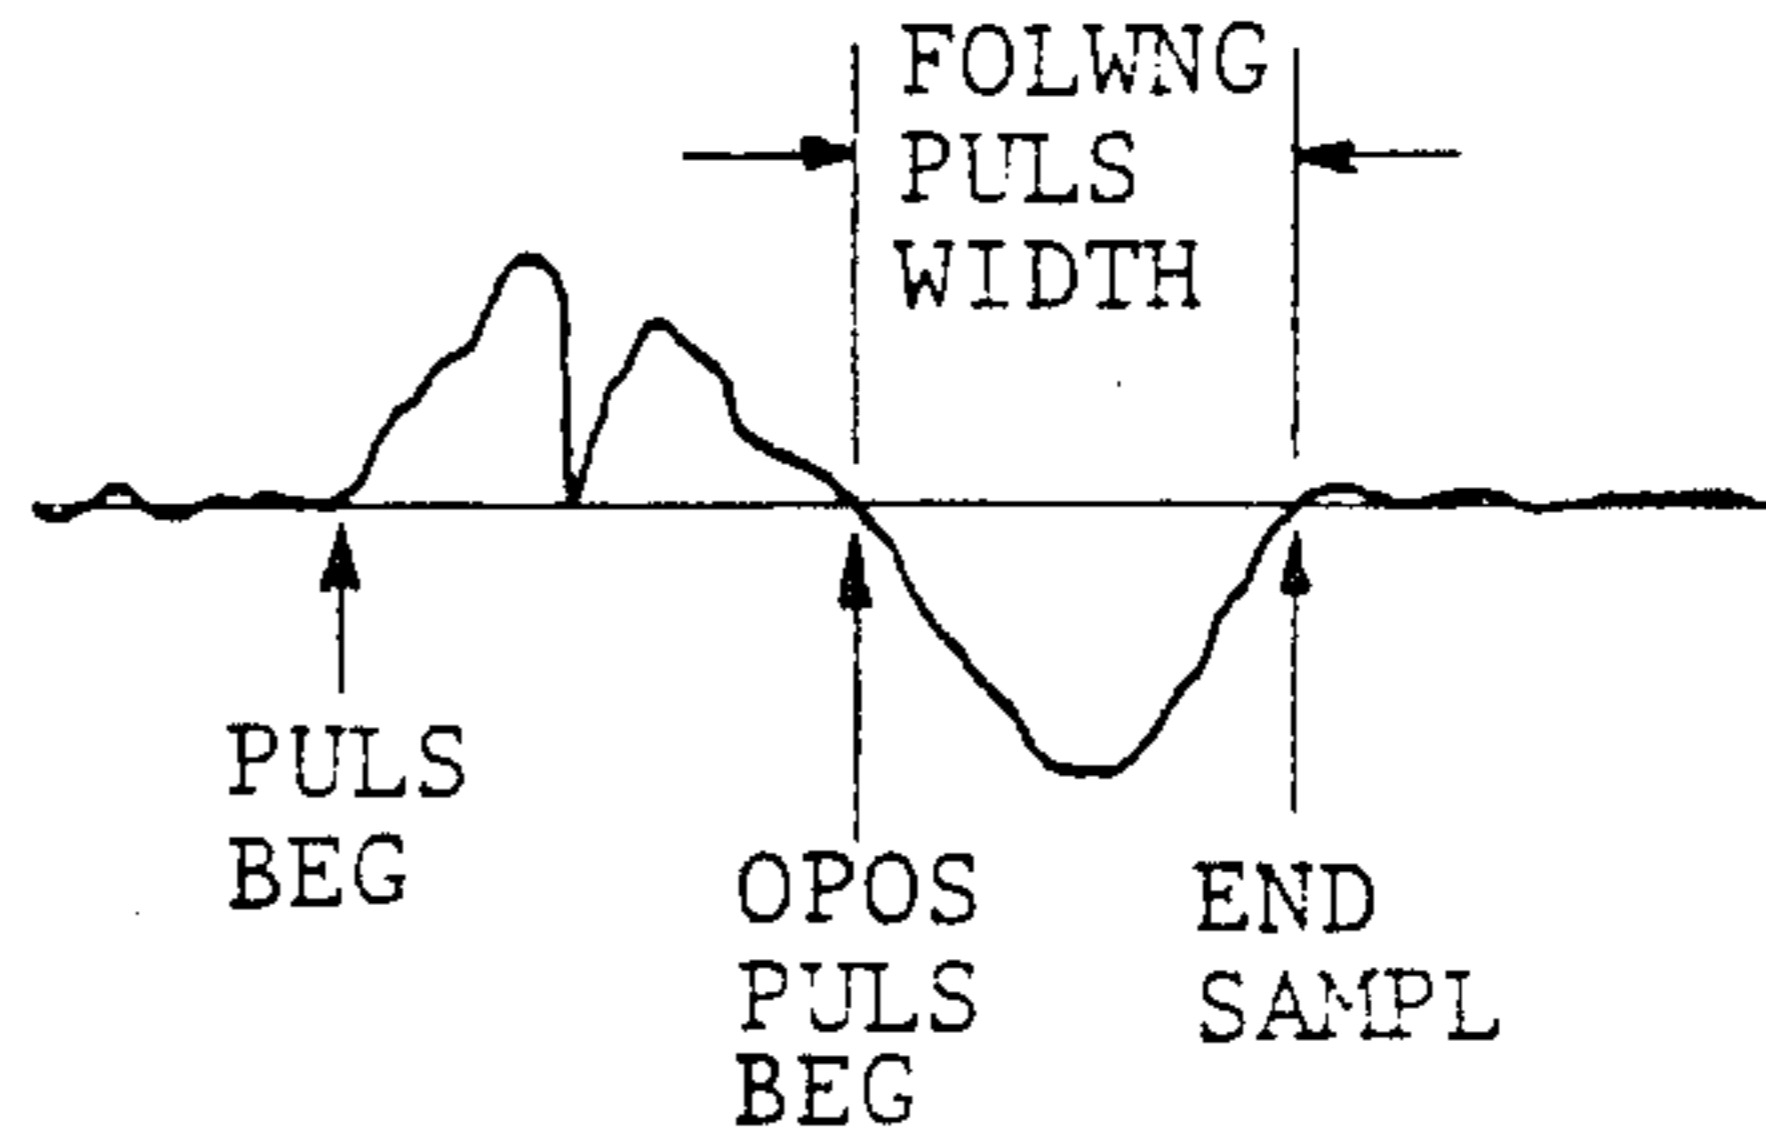 FOLWNG
PULS
WIDTH
PULS
BEG
OPOS
PULS
BEG
END
SAMPL